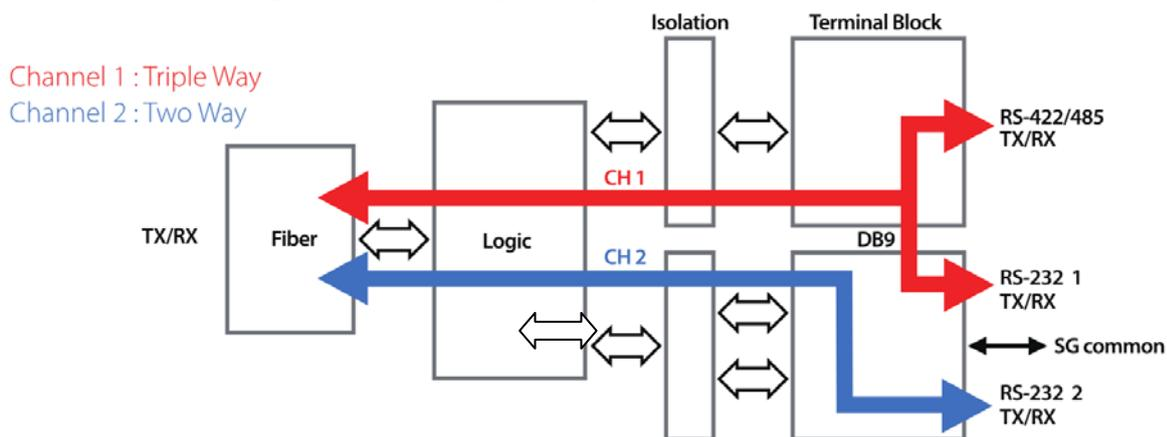 Isolation
Terminal Block
Channel 1 : Triple Way
Channel 2 : Two Way
RS-422/485
TX/RX
CH 1
TX/RX
Fiber
Logic
DB9
CH 2
RS-232 1
TX/RX
SG common
RS-232 2
TX/RX